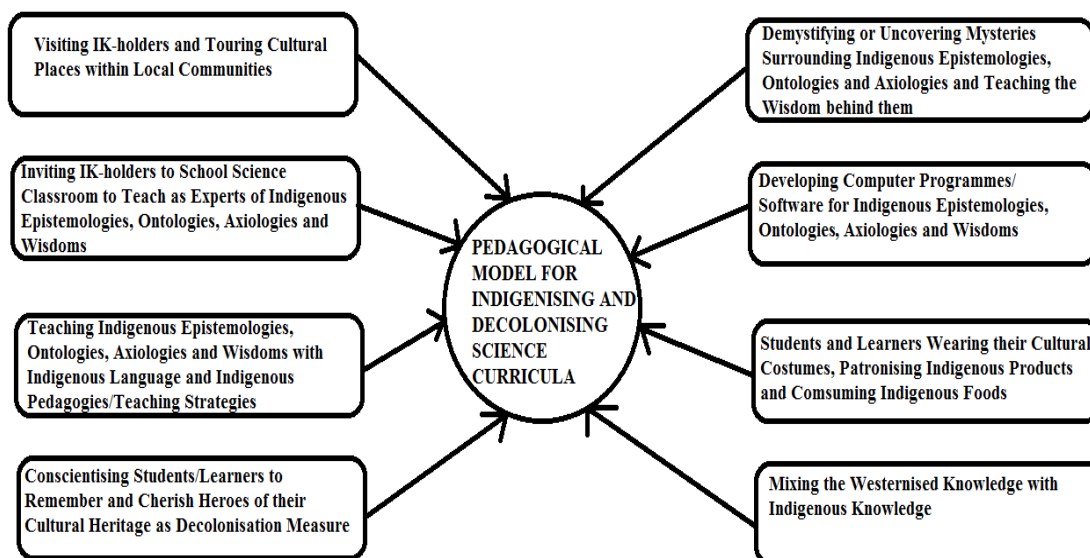 Visiting IK-holders and Touring Cultural
Places within Local Communities
Inviting IK-holders to School Science
Classroom to Teach as Experts of Indigenous
Epistemologies, Ontologies, Axiologies and
Wisdoms
Teaching Indigenous Epistemologies,
Ontologies, Axiologies and Wisdoms with
Indigenous Language and Indigenous
Pedagogies/Teaching Strategies
Conscientising Students/Learners to
Remember and Cherish Heroes of their
Cultural Heritage as Decolonisation Measure
PEDAGOGICAL
MODEL FOR
INDIGENISING AND
DECOLONISING
SCIENCE
CURRICULA
Demystifying or Uncovering Mysteries
Surrounding Indigenous Epistemologies,
Ontologies and Axiologies and Teaching the
Wisdom behind them
Developing Computer Programmes/
Software for Indigenous Epistemologies,
Ontologies, Axiologies and Wisdoms
Students and Learners Wearing their Cultural
Costumes, Patronising Indigenous Products
and Comsuming Indigenous Foods
Mixing the Westernised Knowledge with
Indigenous Knowledge